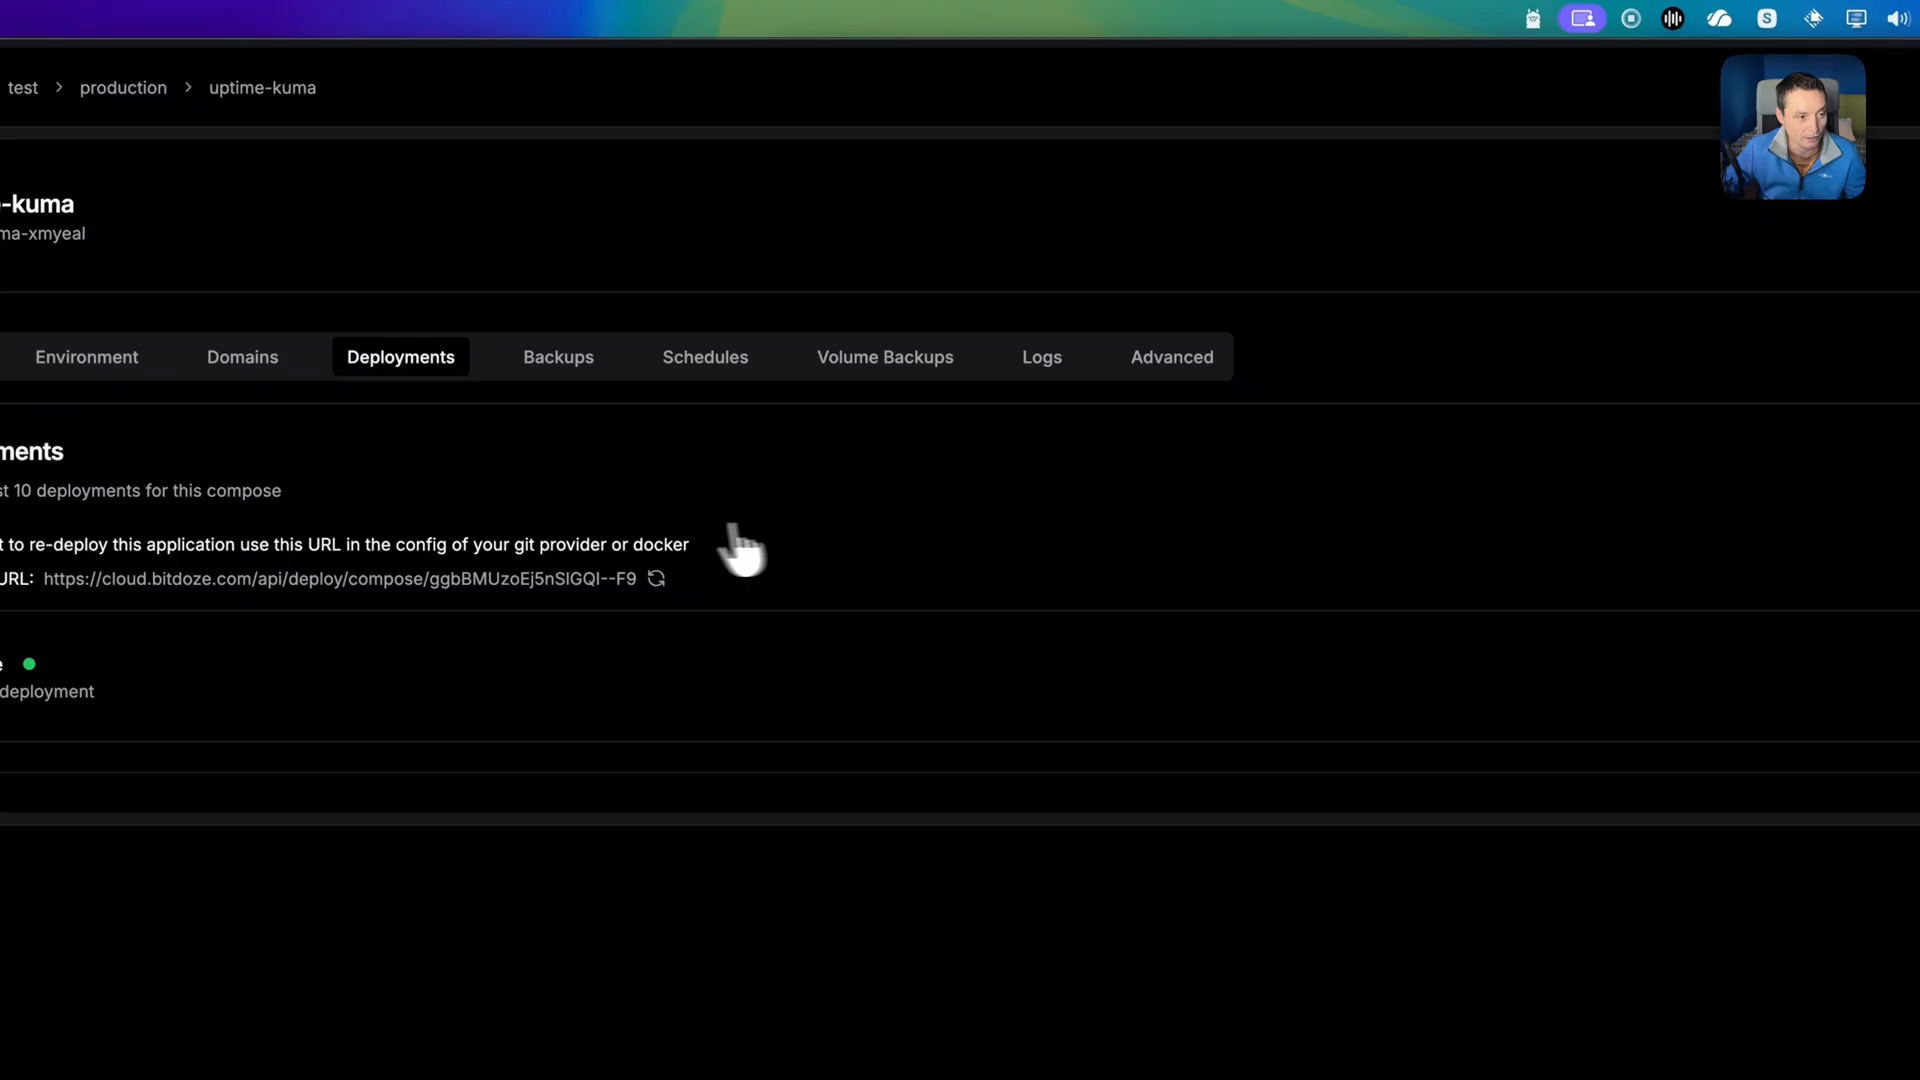 test > production > uptime-kuma
-kuma
ma-xmyeal
Environment Domains Deployments Backups Schedules Volume Backups Logs Advanced
ments
st 10 deployments for this compose
t to re-deploy this application use this URL in the config of your git provider or docker
URL: https://cloud.bitdoze.com/api/deploy/compose/ggbBMUzoEj5nSlGQI--F9
e
deployment